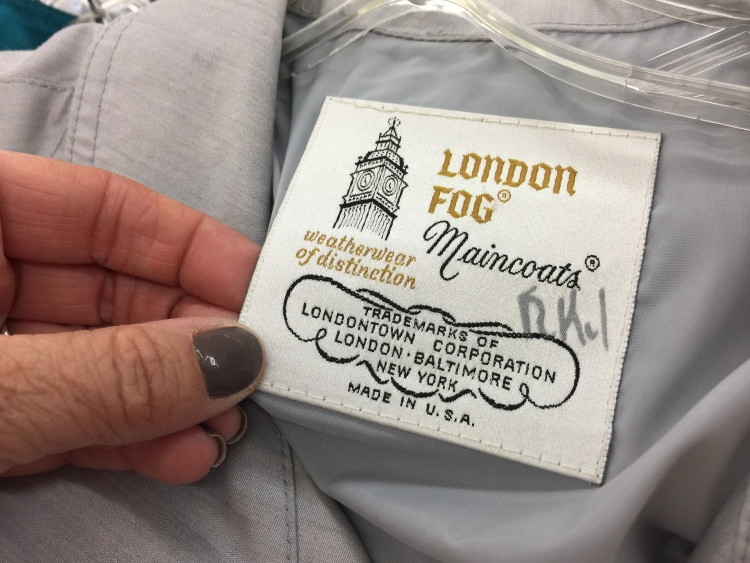 LONDON
FOG®
Maincoats®
weatherwear
of distinction
TRADEMARKS OF
LONDONTOWN CORPORATION
LONDON·BALTIMORE
NEW YORK
MADE IN U.S.A.